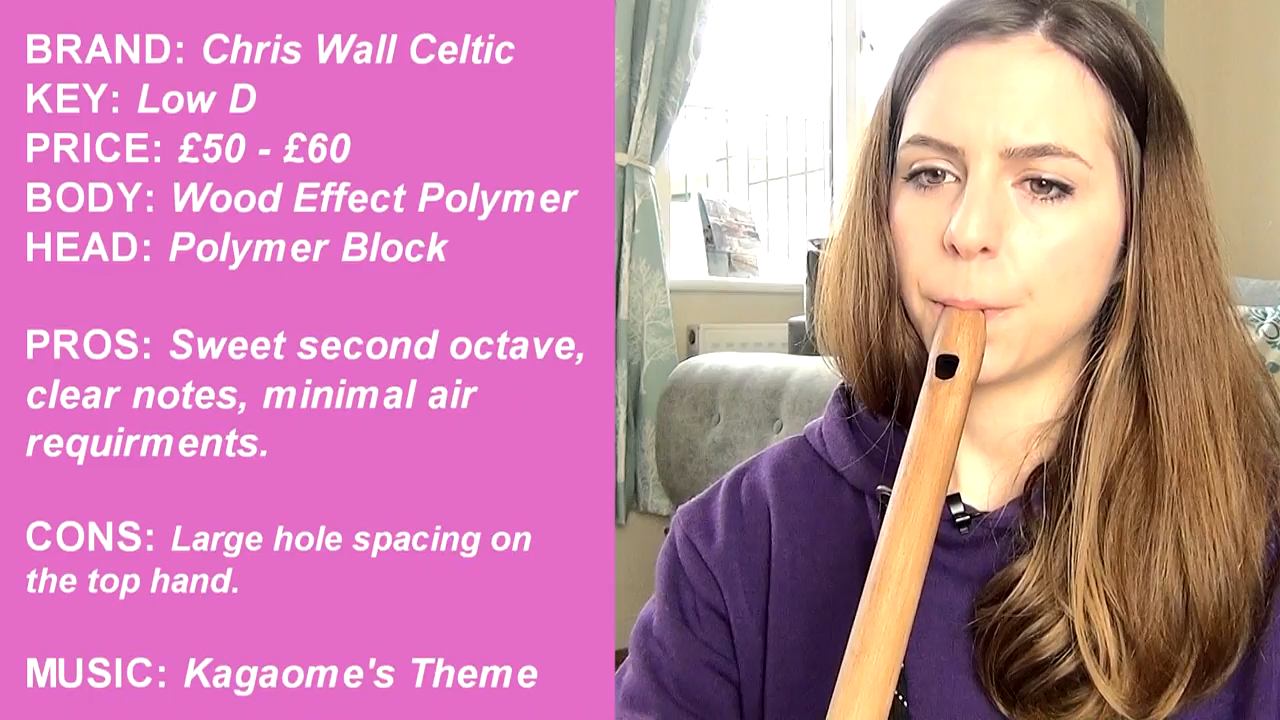 BRAND: Chris Wall Celtic
KEY: Low D
PRICE: £50 - £60
BODY: Wood Effect Polymer
HEAD: Polymer Block
PROS: Sweet second octave,
clear notes, minimal air
requirments.
CONS: Large hole spacing on
the top hand.
MUSIC: Kagaome's Theme